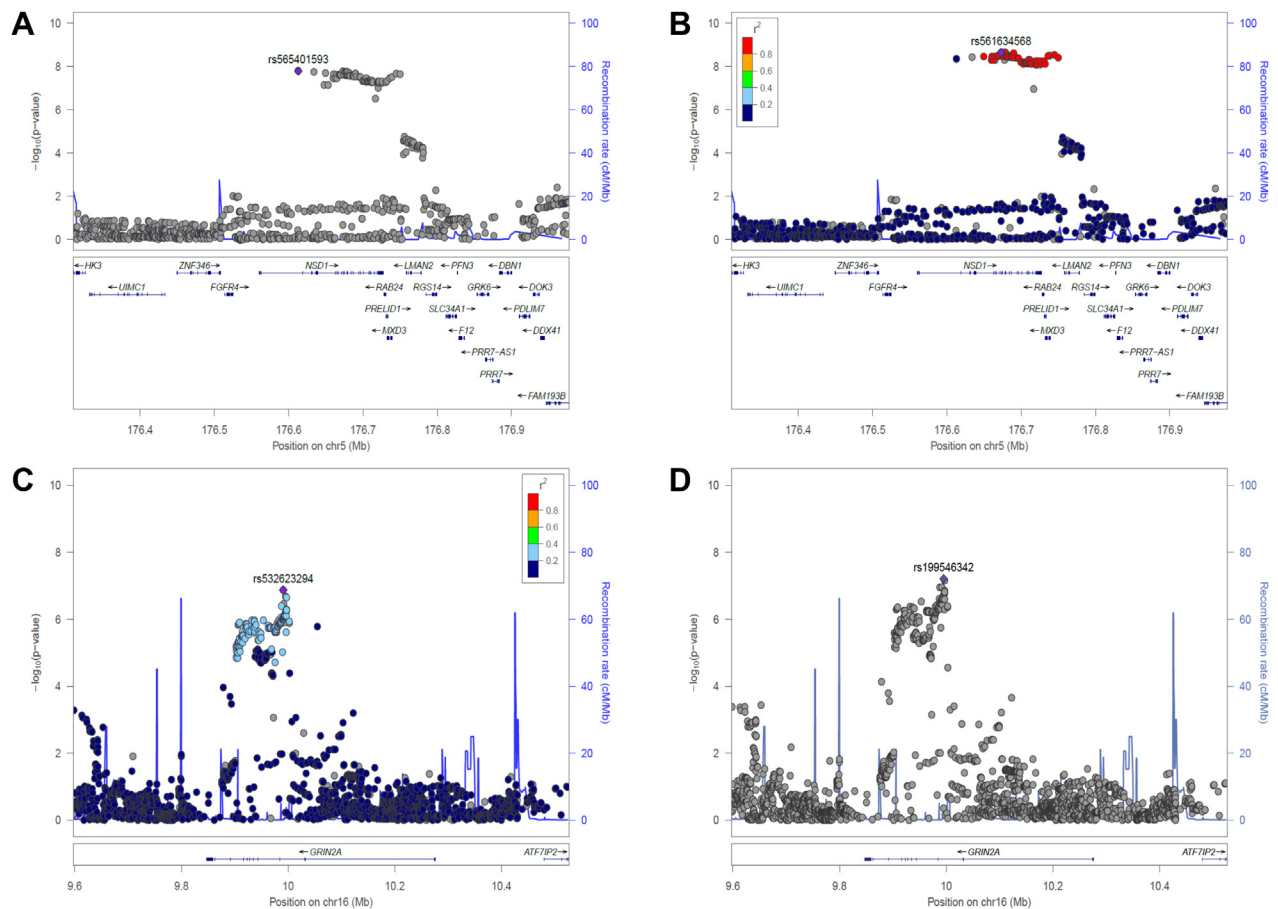 A
rs565401593
−log10(p−value)
Recombination rate (cM/Mb)
10
8
6
4
2
0
100
80
60
40
20
0
←HK3
ZNF346→
NSD1→
←LMAN2
←PFN3
←DBN1
←UIMC1
FGFR4→
←RAB24
RGS14→
GRK6→
←DOK3
PRELID1→
SLC34A1→
←PDLIM7
←MXD3
←F12
←DDX41
←PRR7−AS1
PRR7→
←FAM193B
176.4
176.5
176.6
176.7
176.8
176.9
Position on chr5 (Mb)
B
r2
0.8
0.6
0.4
0.2
rs561634568
−log10(p−value)
Recombination rate (cM/Mb)
10
8
6
4
2
0
100
80
60
40
20
0
←HK3
ZNF346→
NSD1→
←LMAN2
←PFN3
←DBN1
←UIMC1
FGFR4→
←RAB24
RGS14→
GRK6→
←DOK3
PRELID1→
SLC34A1→
←PDLIM7
←MXD3
←F12
←DDX41
←PRR7−AS1
PRR7→
←FAM193B
176.4
176.5
176.6
176.7
176.8
176.9
Position on chr5 (Mb)
C
r2
0.8
0.6
0.4
0.2
rs532623294
−log10(p−value)
Recombination rate (cM/Mb)
10
8
6
4
2
0
100
80
60
40
20
0
←GRIN2A
ATF7IP2→
9.6
9.8
10
10.2
10.4
Position on chr16 (Mb)
D
rs199546342
−log10(p−value)
Recombination rate (cM/Mb)
10
8
6
4
2
0
100
80
60
40
20
0
←GRIN2A
ATF7IP2→
9.6
9.8
10
10.2
10.4
Position on chr16 (Mb)